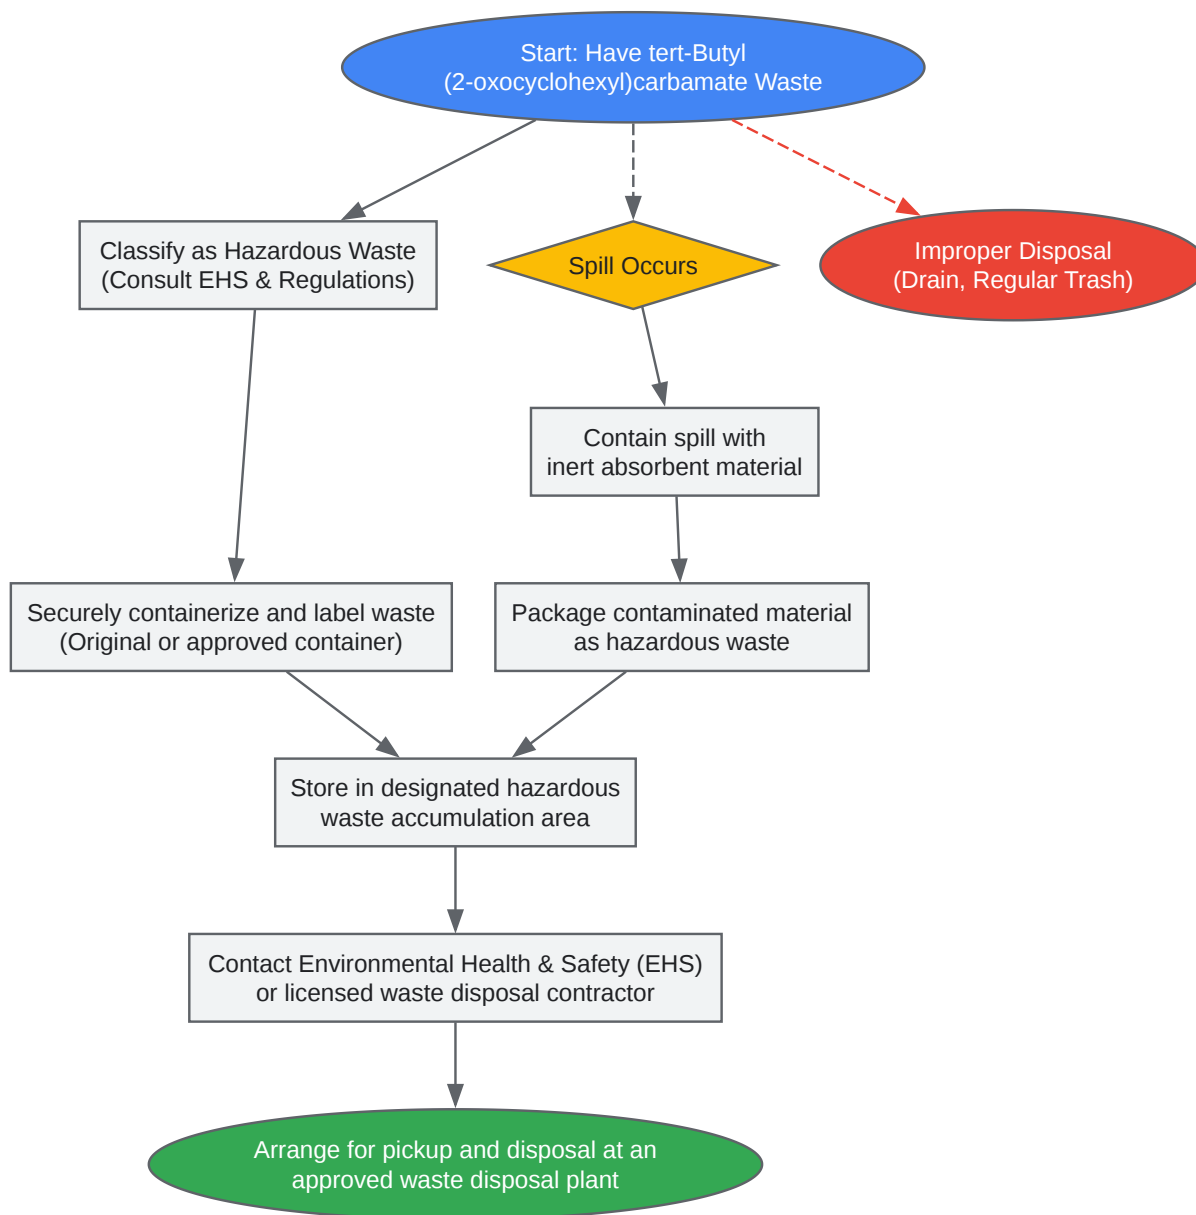 Start: Have tert-Butyl
(2-oxocyclohexyl)carbamate Waste
Classify as Hazardous Waste
(Consult EHS & Regulations)
Spill Occurs
Improper Disposal
(Drain, Regular Trash)
Contain spill with
inert absorbent material
Securely containerize and label waste
(Original or approved container)
Package contaminated material
as hazardous waste
Store in designated hazardous
waste accumulation area
Contact Environmental Health & Safety (EHS)
or licensed waste disposal contractor
Arrange for pickup and disposal at an
approved waste disposal plant